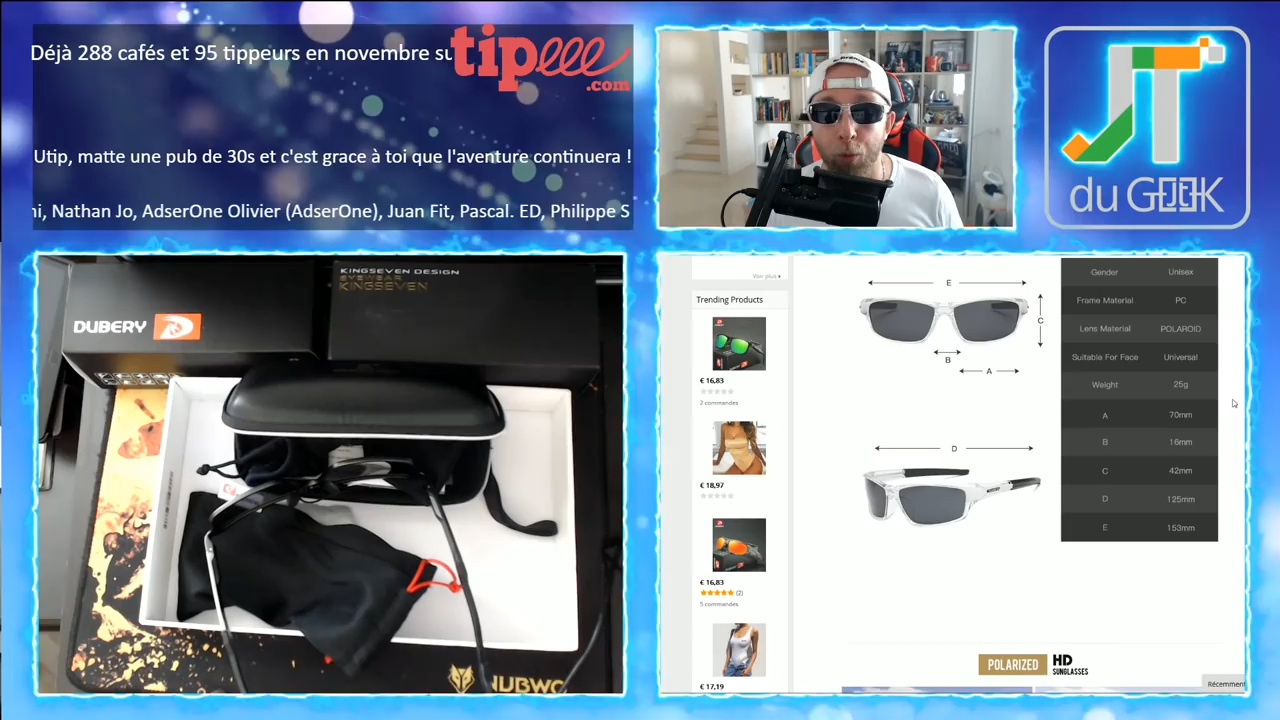 Déjà 288 cafés et 95 tippeurs en novembre su
tipeee
.com
Utip, matte une pub de 30s et c'est grace à toi que l'aventure continuera !
ni, Nathan Jo, AdserOne Olivier (AdserOne), Juan Fit, Pascal. ED, Philippe S
JT
du GEEK
KINGSEVEN DESIGN
EYEWEAR
KINGSEVEN
DUBERY
NUBWO
Voir plus
Trending Products
€ 16,83
2 commandes
€ 18,97
€ 16,83
(2)
5 commandes
€ 17,19
E
C
B
A
D
Gender Unisex
Frame Material PC
Lens Material POLAROID
Suitable For Face Universal
Weight 25g
A 70mm
B 16mm
C 42mm
D 125mm
E 153mm
POLARIZED HD
SUNGLASSES
Récemment